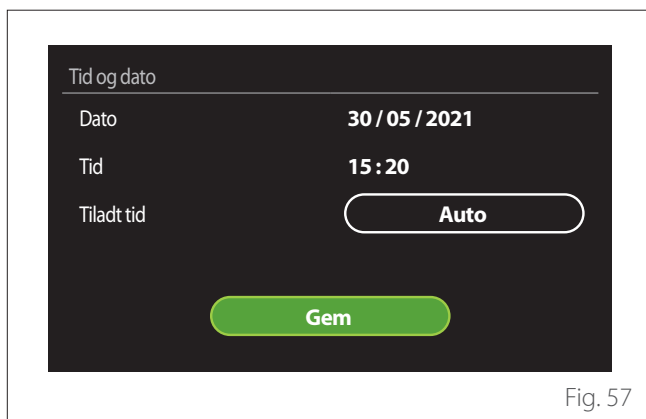 Tid og dato
Dato 30 / 05 / 2021
Tid 15 : 20
Tiladt tid Auto
Gem
Fig. 57